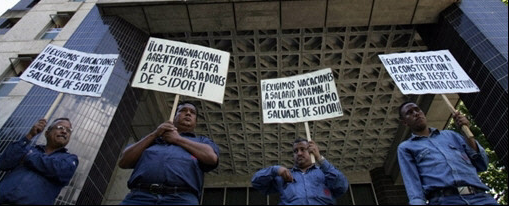 ¡EXIGIMOS VACACIONES
A SALARIO NORMAL!!
¡NO AL CAPITALISMO
SALVAJE DE SIDOR!!
¡¡LA TRANSNACIONAL
ARGENTINA, ESTAFA
A LOS TRABAJADORES
DE SIDOR!!
¡EXIGIMOS VACACIONES
A SALARIO NORMAL!!
¡NO AL CAPITALISMO
SALVAJE DE SIDOR!!
¡EXIGIMOS RESPETO A LA
CONSTITUCION,
EXIGIMOS RESPETO
AL CONTRATO COLECTIVO